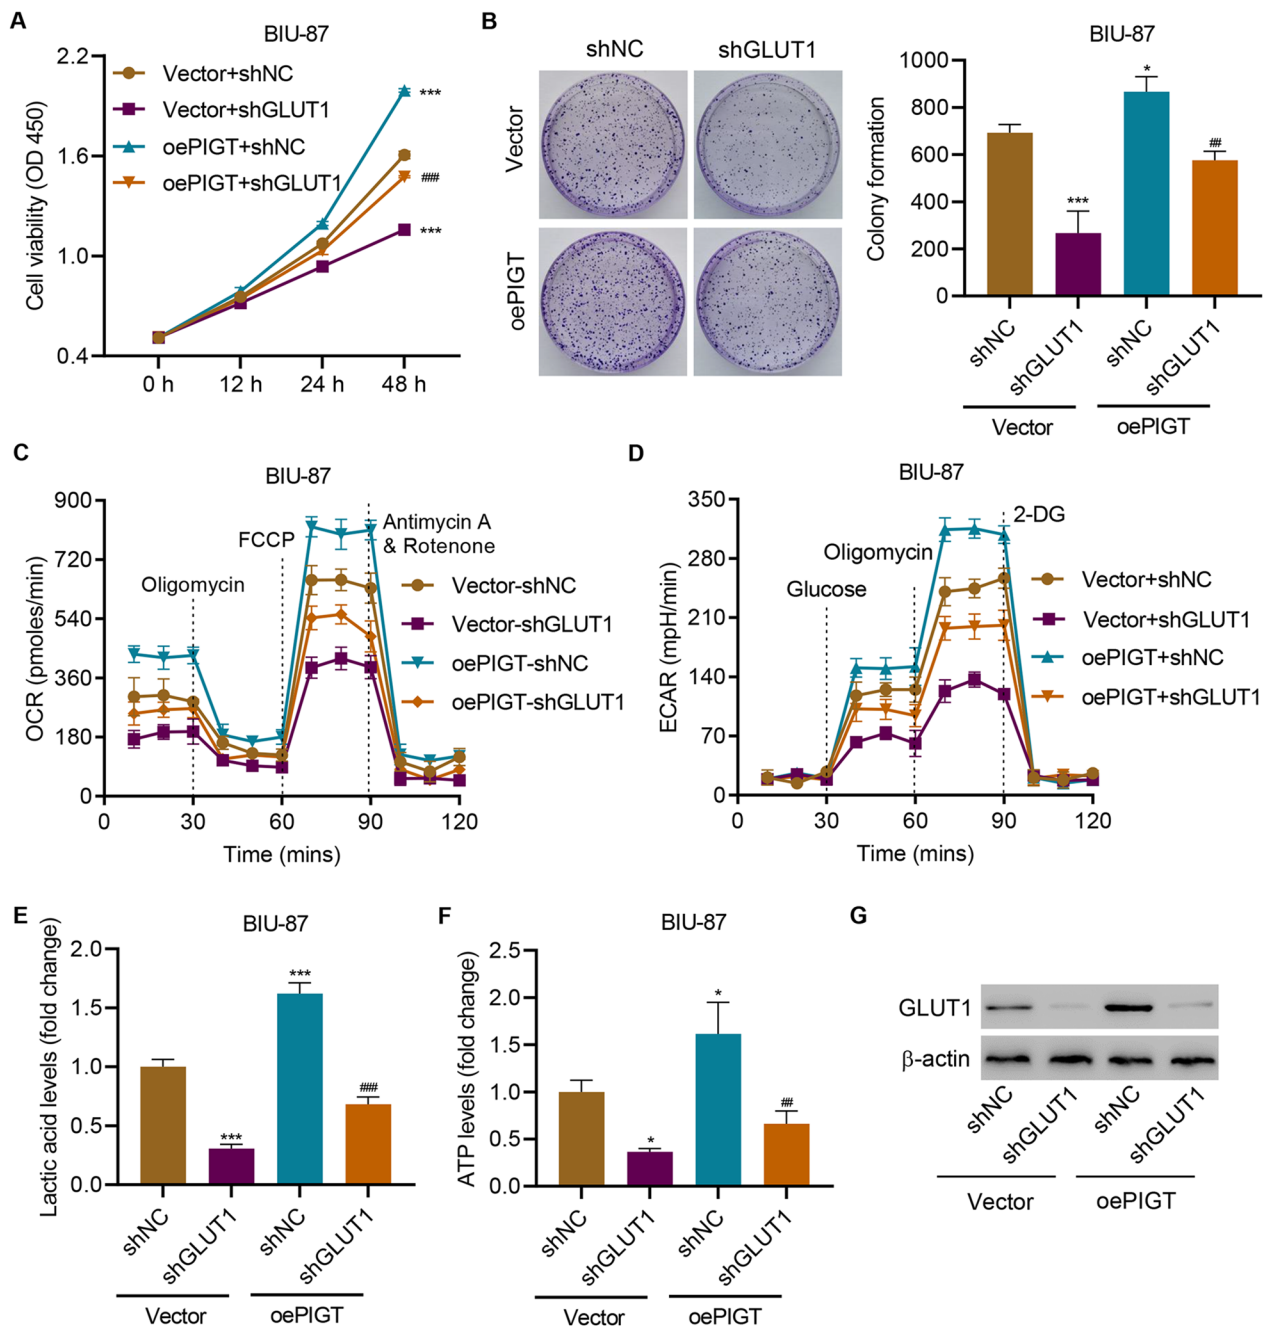 A
BIU-87
Cell viability (OD 450)
2.2
1.6
1.0
0.4
Vector+shNC
Vector+shGLUT1
oePIGT+shNC
oePIGT+shGLUT1
***
###
***
0 h 12 h 24 h 48 h
B
shNC shGLUT1
Vector
oePIGT
BIU-87
Colony formation
1000
800
600
400
200
0
***
*
##
shNC shGLUT1 shNC shGLUT1
Vector oePIGT
C
BIU-87
OCR (pmoles/min)
900
720
540
360
180
0
Oligomycin
FCCP
Antimycin A
& Rotenone
Vector-shNC
Vector-shGLUT1
oePIGT-shNC
oePIGT-shGLUT1
0 30 60 90 120
Time (mins)
D
BIU-87
ECAR (mpH/min)
350
280
210
140
70
0
Glucose
Oligomycin
2-DG
Vector+shNC
Vector+shGLUT1
oePIGT+shNC
oePIGT+shGLUT1
0 30 60 90 120
Time (mins)
E
BIU-87
Lactic acid levels (fold change)
2.0
1.5
1.0
0.5
0.0
***
***
###
shNC shGLUT1 shNC shGLUT1
Vector oePIGT
F
BIU-87
ATP levels (fold change)
2.5
2.0
1.5
1.0
0.5
0.0
*
*
##
shNC shGLUT1 shNC shGLUT1
Vector oePIGT
G
GLUT1
β-actin
shNC shGLUT1 shNC shGLUT1
Vector oePIGT